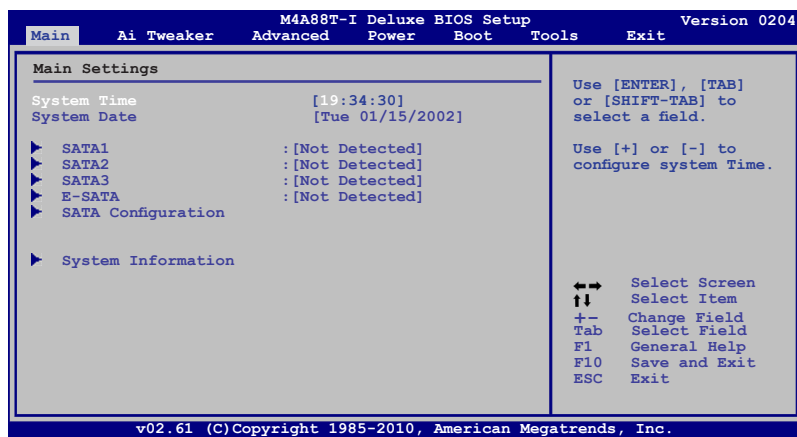 M4A88T-I Deluxe BIOS Setup Version 0204
Main Ai Tweaker Advanced Power Boot Tools Exit
Main Settings
System Time [19:34:30]
System Date [Tue 01/15/2002]
SATA1 :[Not Detected]
SATA2 :[Not Detected]
SATA3 :[Not Detected]
E-SATA :[Not Detected]
SATA Configuration
System Information
Use [ENTER], [TAB]
or [SHIFT-TAB] to
select a field.
Use [+] or [-] to
configure system Time.
←→ Select Screen
↑↓ Select Item
+- Change Field
Tab Select Field
F1 General Help
F10 Save and Exit
ESC Exit
v02.61 (C)Copyright 1985-2010, American Megatrends, Inc.